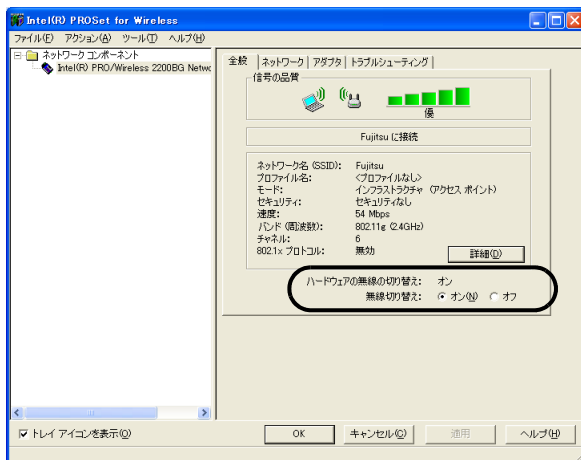 Intel(R) PROSet for Wireless
ファイル(F) アクション(A) ツール(T) ヘルプ(H)
ネットワーク コンポーネント
Intel(R) PRO/Wireless 2200BG Netwc
全般 ネットワーク アダプタ トラブルシューティング
信号の品質
優
Fujitsu に接続
ネットワーク名 (SSID): Fujitsu
プロファイル名: <プロファイルなし>
モード: インフラストラクチャ (アクセス ポイント)
セキュリティ: セキュリティなし
速度: 54 Mbps
バンド (周波数): 802.11g (2.4GHz)
チャネル: 6
802.1x プロトコル: 無効
詳細(D)
ハードウェアの無線の切り替え: オン
無線切り替え: オン(N) オフ
トレイ アイコンを表示(O)
OK キャンセル(C) 適用 ヘルプ(H)